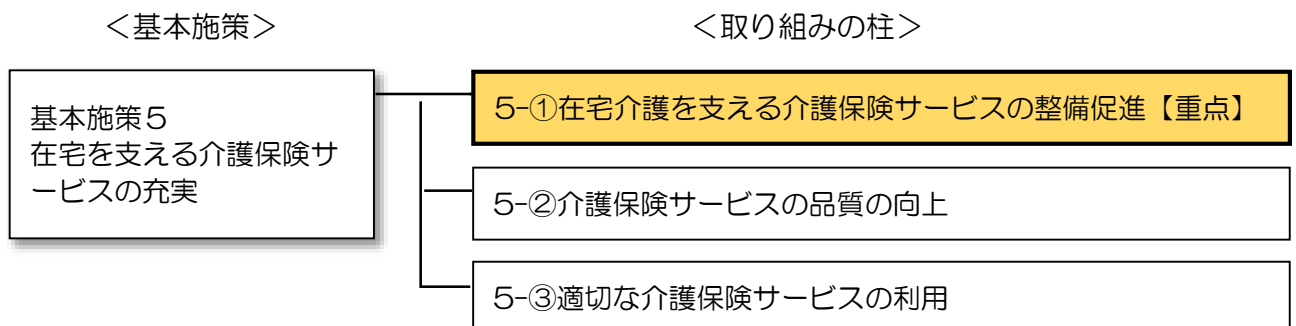 <基本施策>
<取り組みの柱>
基本施策5
在宅を支える介護保険サ
ービスの充実
5-①在宅介護を支える介護保険サービスの整備促進【重点】
5-②介護保険サービスの品質の向上
5-③適切な介護保険サービスの利用